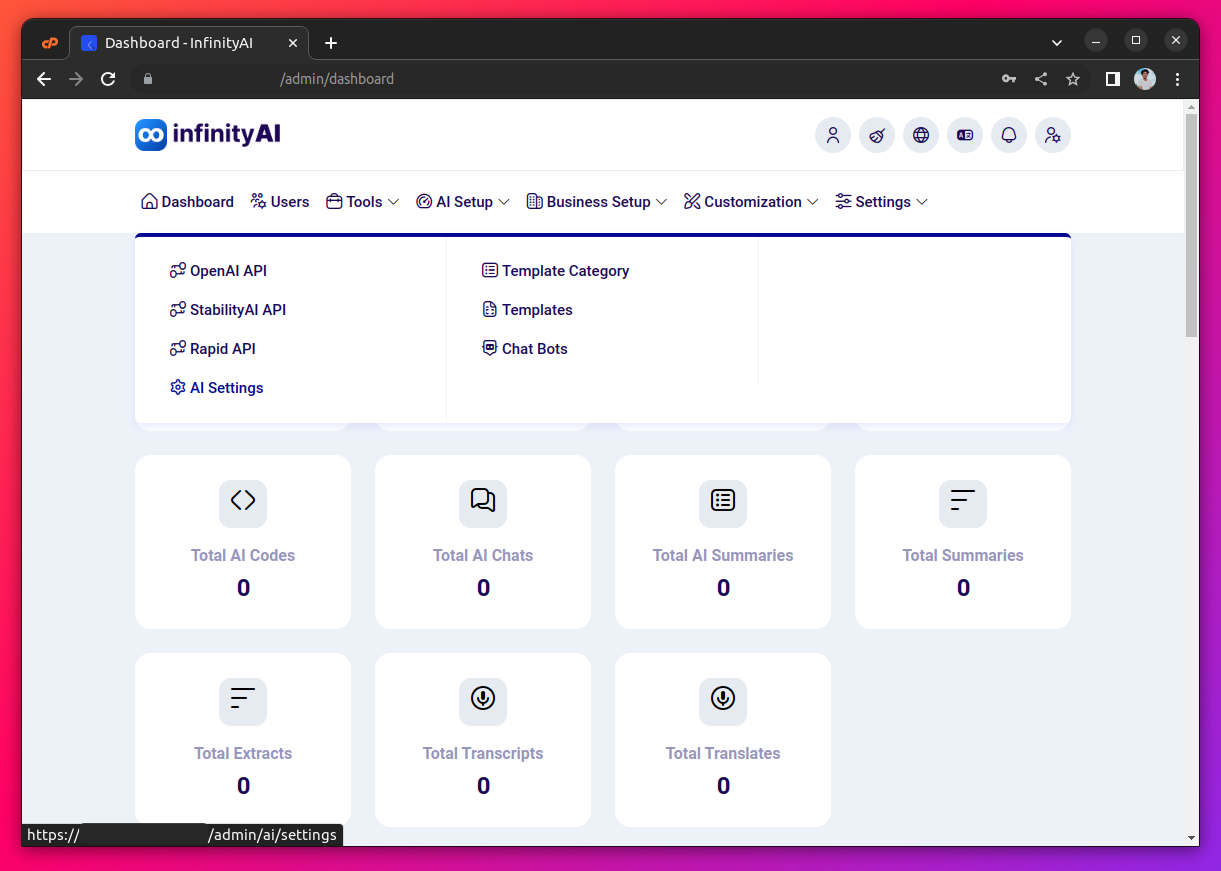 Dashboard - InfinityAI
/admin/dashboard
infinityAI
Dashboard Users Tools AI Setup Business Setup Customization Settings
OpenAI API
StabilityAI API
Rapid API
AI Settings
Template Category
Templates
Chat Bots
Total AI Codes
0
Total AI Chats
0
Total AI Summaries
0
Total Summaries
0
Total Extracts
0
Total Transcripts
0
Total Translates
0
https:// /admin/ai/settings